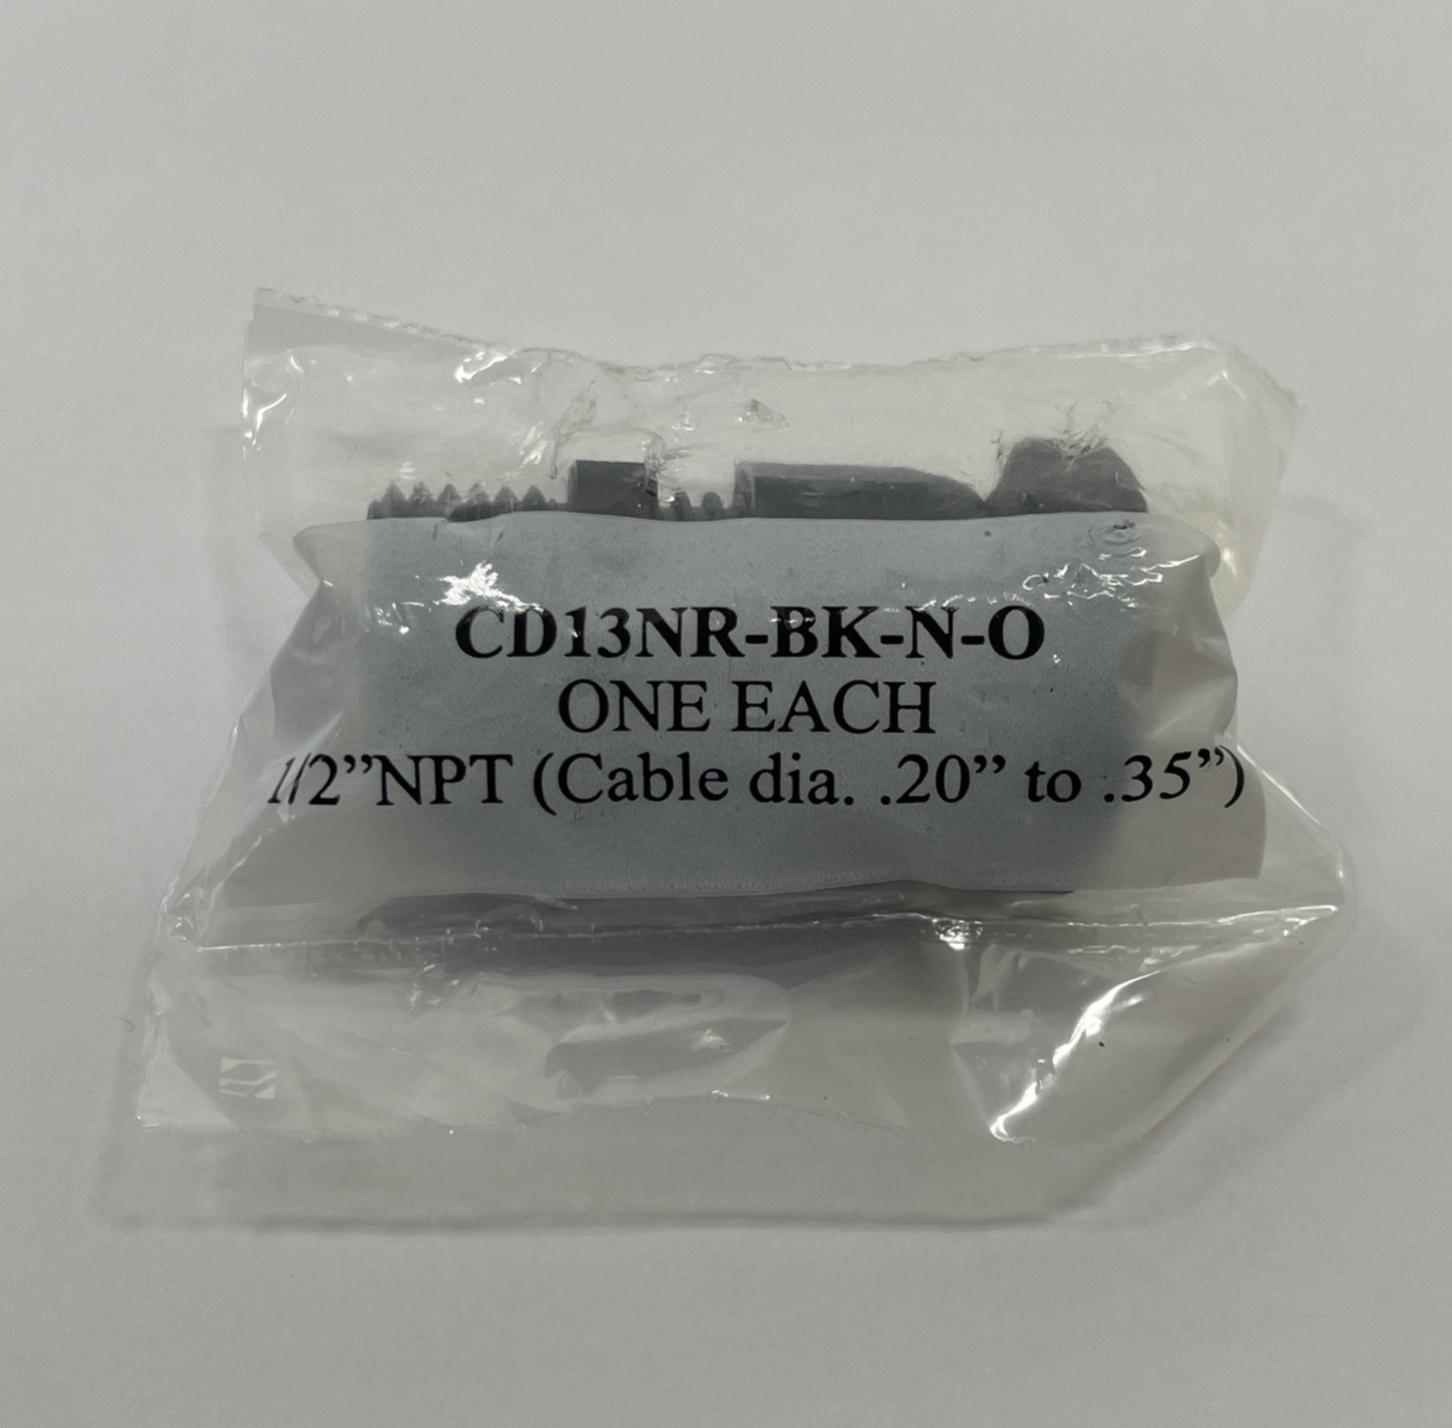 CD13NR-BK-N-O
ONE EACH
1/2”NPT (Cable dia. .20” to .35”)